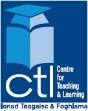 Centre
for
Teaching
& Learning
ctl
Ionad Teagaisc & Foghlama